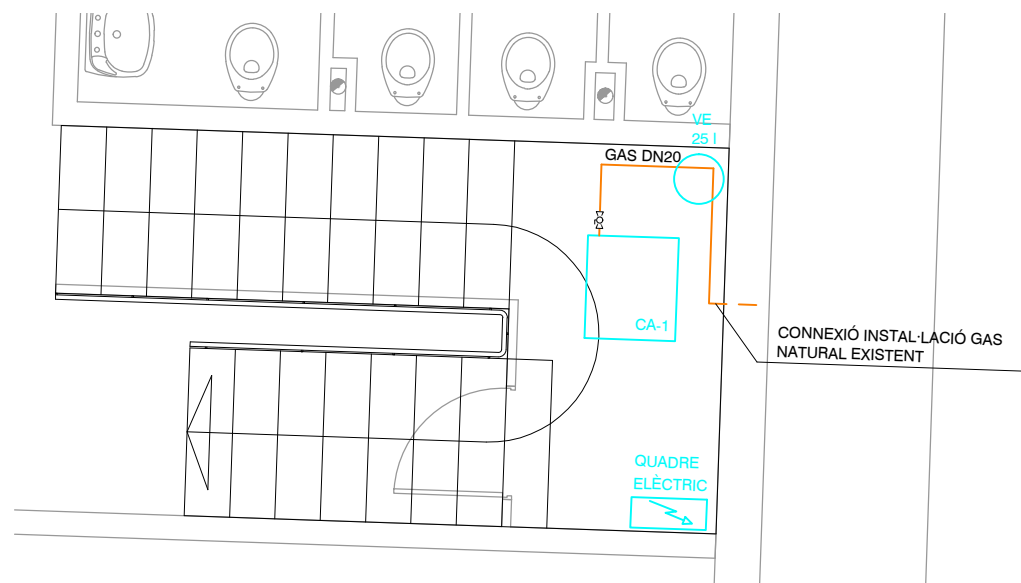 VE
25 l
GAS DN20
CA-1
CONNEXIÓ INSTAL·LACIÓ GAS
NATURAL EXISTENT
QUADRE
ELÈCTRIC